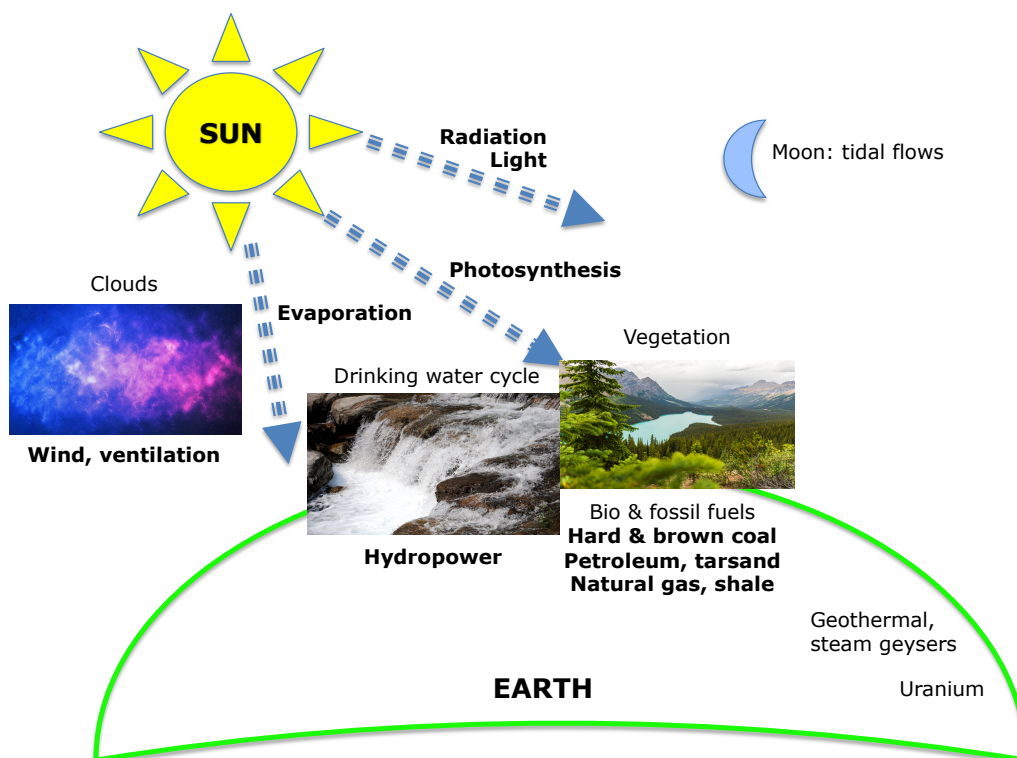 SUN
Radiation
Light
Moon: tidal flows
Photosynthesis
Clouds
Evaporation
Vegetation
Drinking water cycle
Wind, ventilation
Bio & fossil fuels
Hard & brown coal
Petroleum, tarsand
Natural gas, shale
Hydropower
Geothermal,
steam geysers
EARTH
Uranium